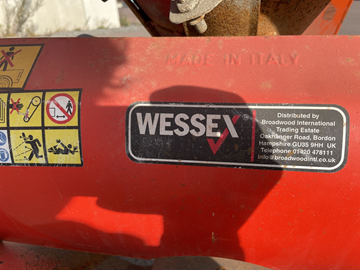 MADE IN ITALY
WESSEX
Distributed by
Broadwood International
Trading Estate
Oakhanger Road, Bordon
Hampshire GU35 9HH UK
Telephone 01420 478111
Info@broadwoodintl.co.uk